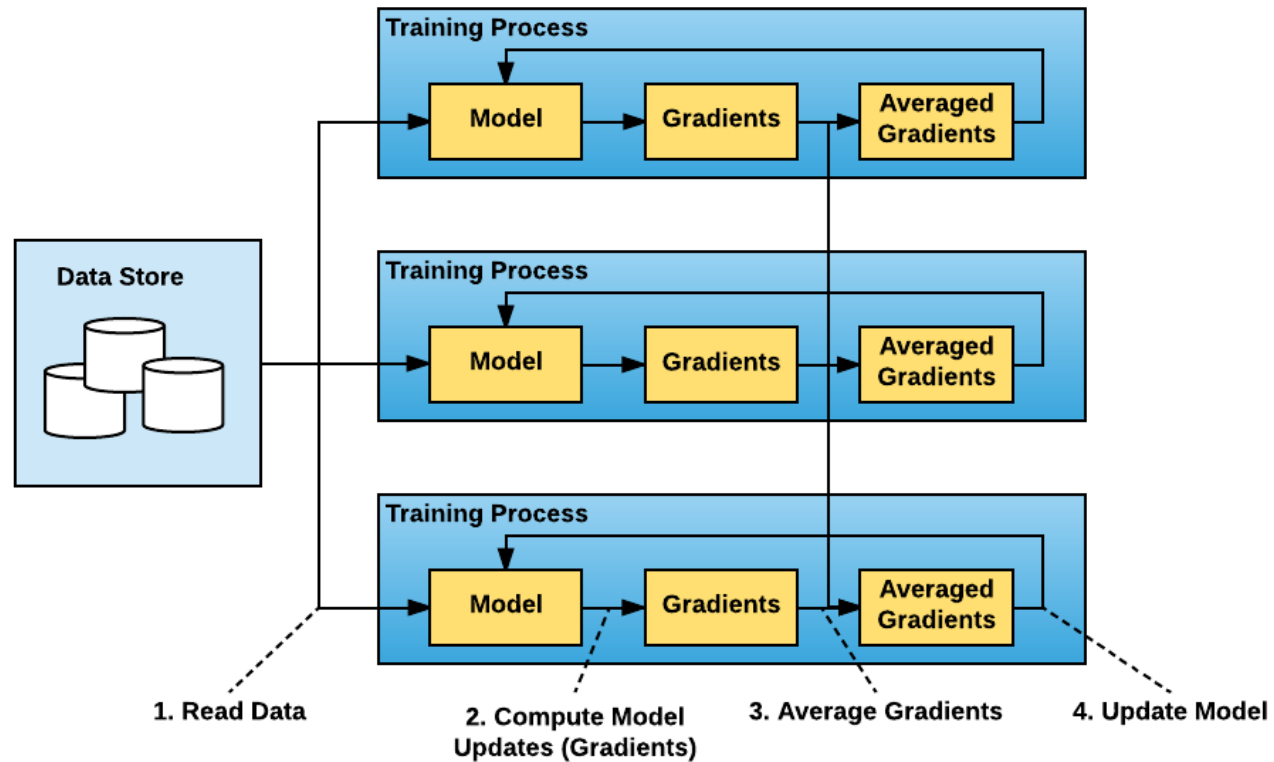 Training Process
Model
Gradients
Averaged
Gradients
Data Store
Training Process
Model
Gradients
Averaged
Gradients
Training Process
Model
Gradients
Averaged
Gradients
1. Read Data
2. Compute Model
Updates (Gradients)
3. Average Gradients
4. Update Model